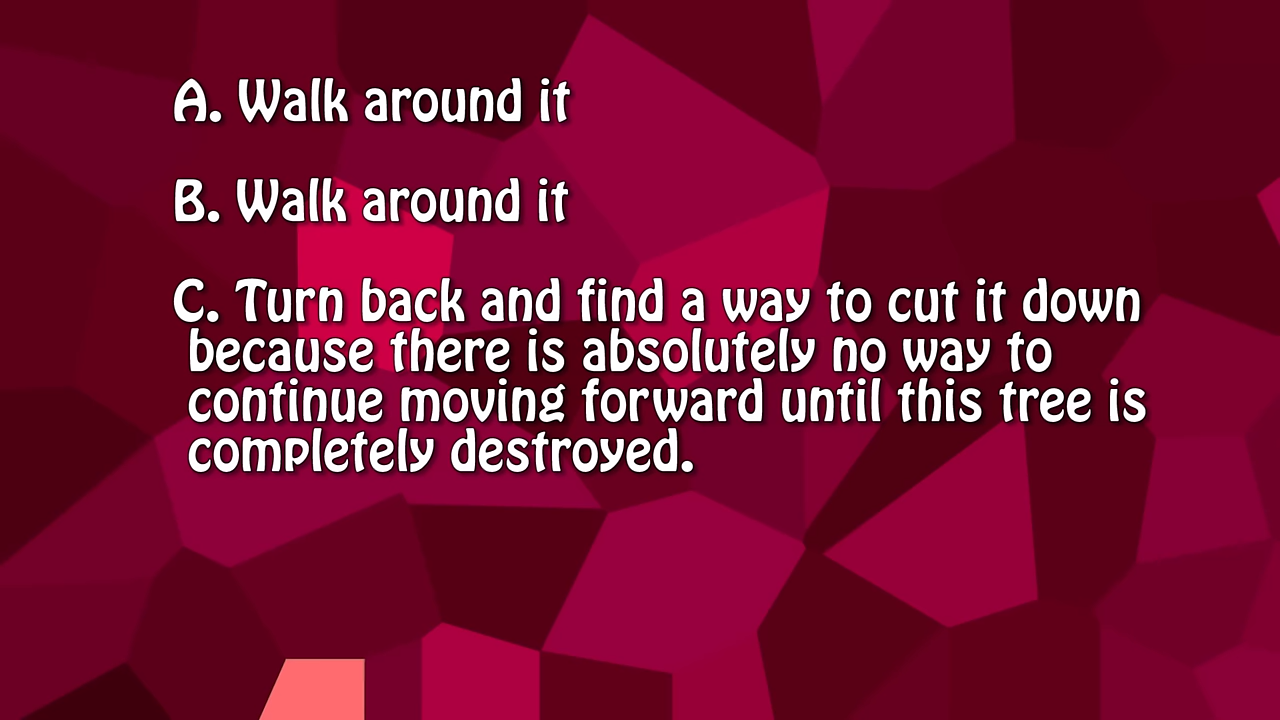 A. Walk around it
B. Walk around it
C. Turn back and find a way to cut it down
because there is absolutely no way to
continue moving forward until this tree is
completely destroyed.